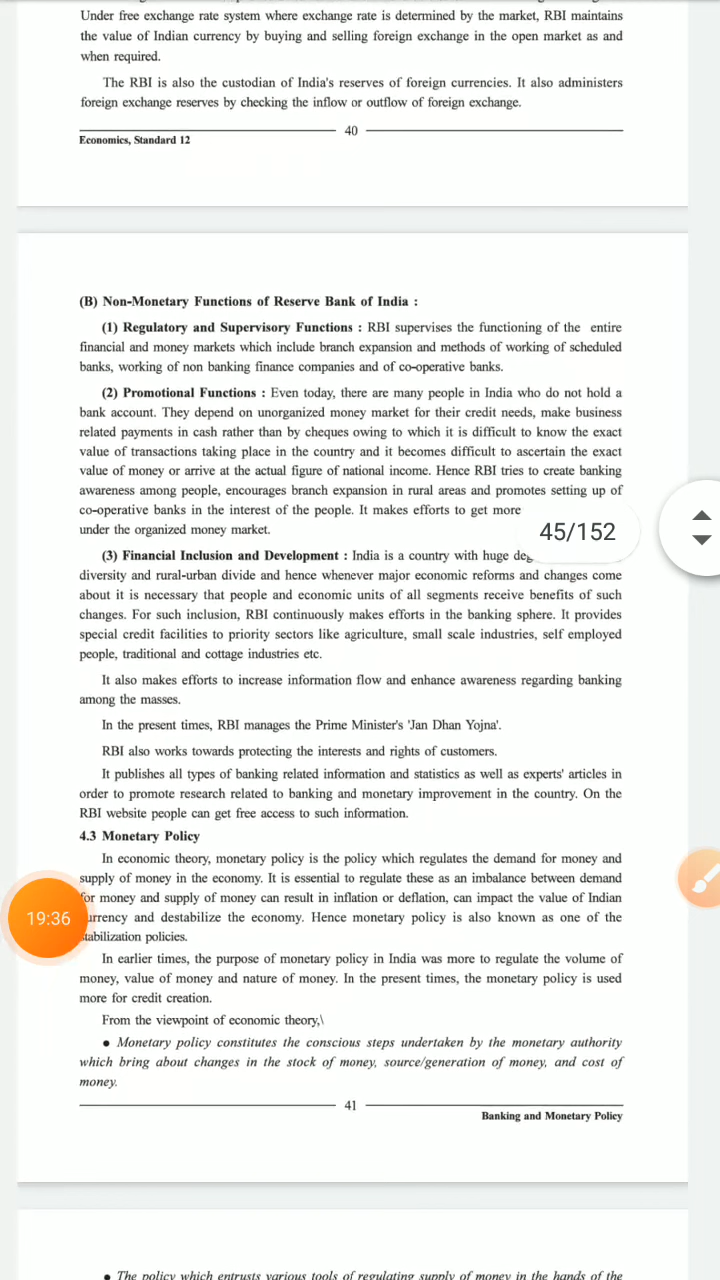 Under free exchange rate system where exchange rate is determined by the market, RBI maintains
the value of Indian currency by buying and selling foreign exchange in the open market as and
when required.
The RBI is also the custodian of India's reserves of foreign currencies. It also administers
foreign exchange reserves by checking the inflow or outflow of foreign exchange.
40
Economics, Standard 12
(B) Non-Monetary Functions of Reserve Bank of India :
(1) Regulatory and Supervisory Functions : RBI supervises the functioning of the entire
financial and money markets which include branch expansion and methods of working of scheduled
banks, working of non banking finance companies and of co-operative banks.
(2) Promotional Functions : Even today, there are many people in India who do not hold a
bank account. They depend on unorganized money market for their credit needs, make business
related payments in cash rather than by cheques owing to which it is difficult to know the exact
value of transactions taking place in the country and it becomes difficult to ascertain the exact
value of money or arrive at the actual figure of national income. Hence RBI tries to create banking
awareness among people, encourages branch expansion in rural areas and promotes setting up of
co-operative banks in the interest of the people. It makes efforts to get more
under the organized money market.
45/152
(3) Financial Inclusion and Development : India is a country with huge
diversity and rural-urban divide and hence whenever major economic reforms and changes come
about it is necessary that people and economic units of all segments receive benefits of such
changes. For such inclusion, RBI continuously makes efforts in the banking sphere. It provides
special credit facilities to priority sectors like agriculture, small scale industries, self employed
people, traditional and cottage industries etc.
It also makes efforts to increase information flow and enhance awareness regarding banking
among the masses.
In the present times, RBI manages the Prime Minister's 'Jan Dhan Yojna'.
RBI also works towards protecting the interests and rights of customers.
It publishes all types of banking related information and statistics as well as experts' articles in
order to promote research related to banking and monetary improvement in the country. On the
RBI website people can get free access to such information.
4.3 Monetary Policy
In economic theory, monetary policy is the policy which regulates the demand for money and
supply of money in the economy. It is essential to regulate these as an imbalance between demand
for money and supply of money can result in inflation or deflation, can impact the value of Indian
19:36
urrency and destabilize the economy. Hence monetary policy is also known as one of the
stabilization policies.
In earlier times, the purpose of monetary policy in India was more to regulate the volume of
money, value of money and nature of money. In the present times, the monetary policy is used
more for credit creation.
From the viewpoint of economic theory,\
● Monetary policy constitutes the conscious steps undertaken by the monetary authority
which bring about changes in the stock of money, source/generation of money, and cost of
money.
41
Banking and Monetary Policy
● The policy which entrusts various tools of regulating supply of money in the hands of the